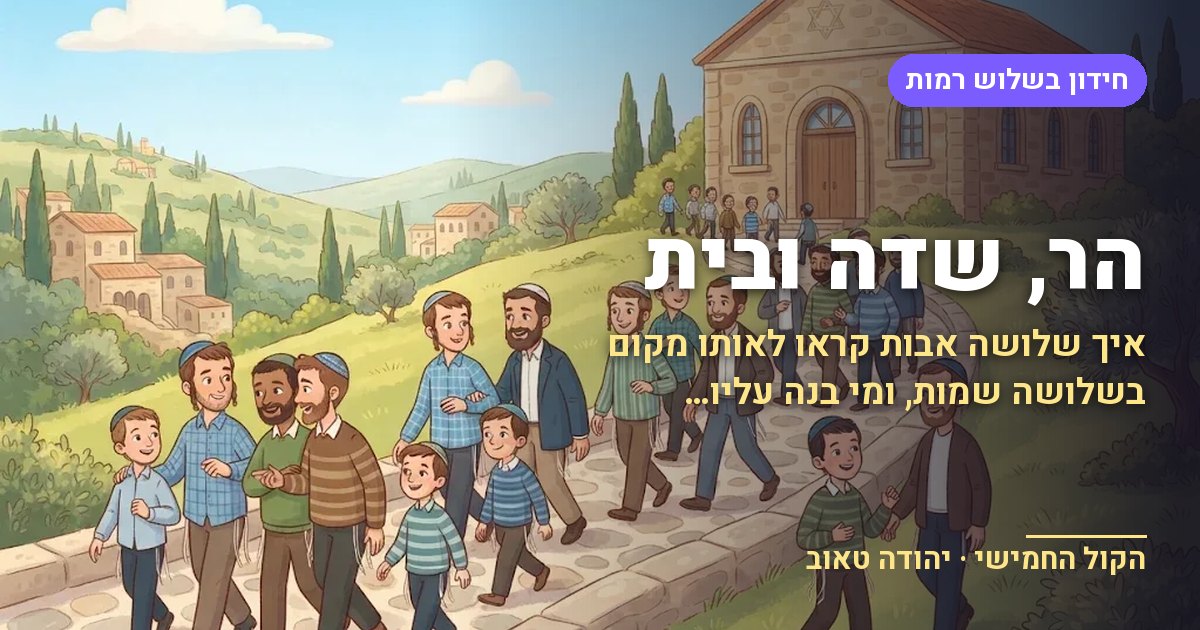 חידון בשלוש רמות
הר, שדה ובית
איך שלושה אבות קראו לאותו מקום
בשלושה שמות, ומי בנה עליו...
הקול החמישי · יהודה טאוב